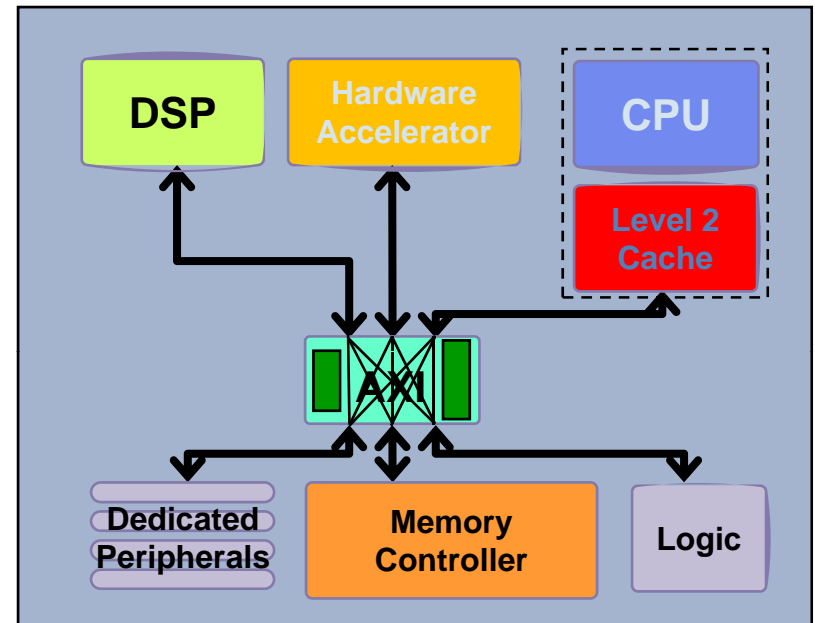 DSP
Hardware
Accelerator
CPU
Level 2
Cache
AXI
Dedicated
Peripherals
Memory
Controller
Logic